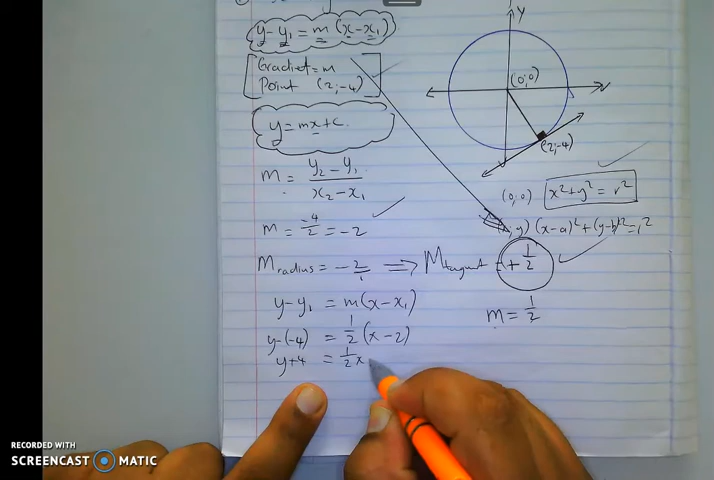 y-y₁ = m(x-x₁)
Gradiet = m
Point (2;-4)
y = mx+c
m = y₂-y₁/x₂-x₁
m = -4/2 = -2
m radius = -2/1 ⟹ M tangent = + 1/2
y-y₁ = m(x-x₁)
y-(-4) = 1/2(x-2)
y+4 = 1/2x
y
(0;0)
(2;-4)
(0;0) x²+y²=r²
(x-a)²+(y-b)²=r²
m = 1/2
RECORDED WITH
SCREENCAST MATIC